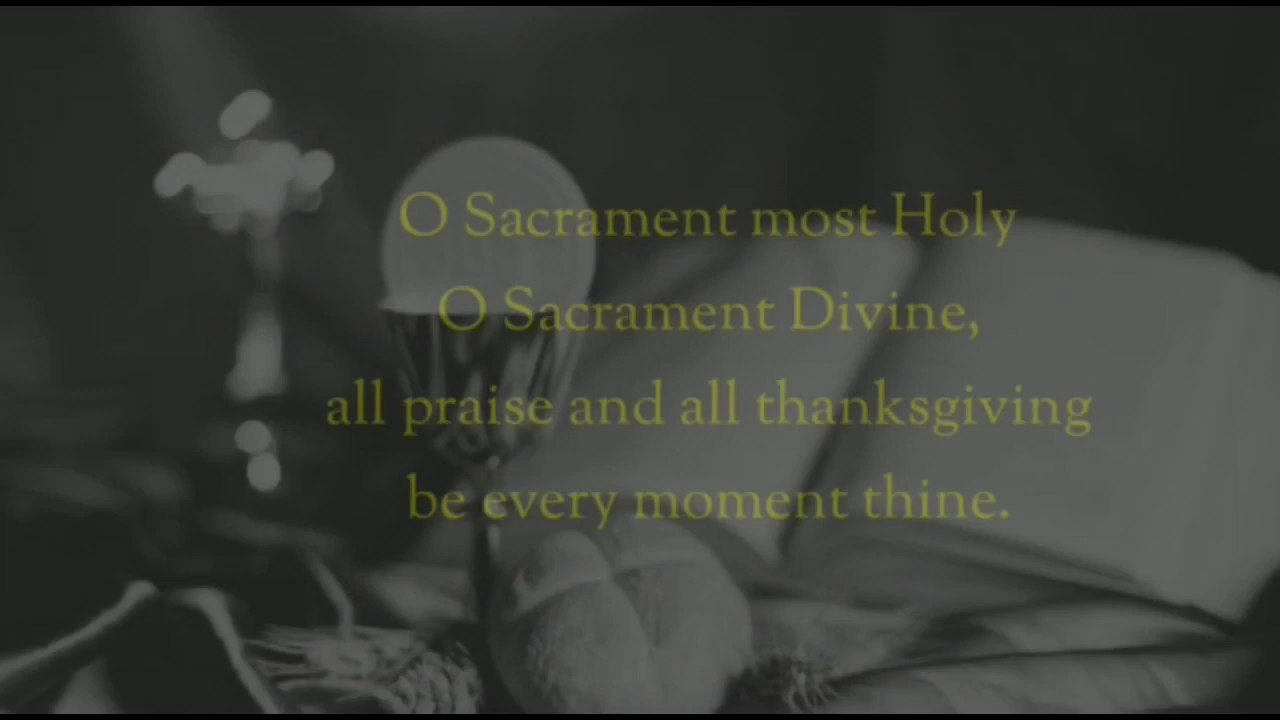 O Sacrament most Holy
O Sacrament Divine,
all praise and all thanksgiving
be every moment thine.